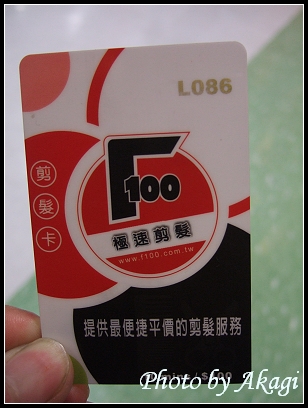 L086
剪
髮
卡
F100
極速剪髮
www.f100.com.tw
提供最便捷平價的剪髮服務
Photo by Akagi